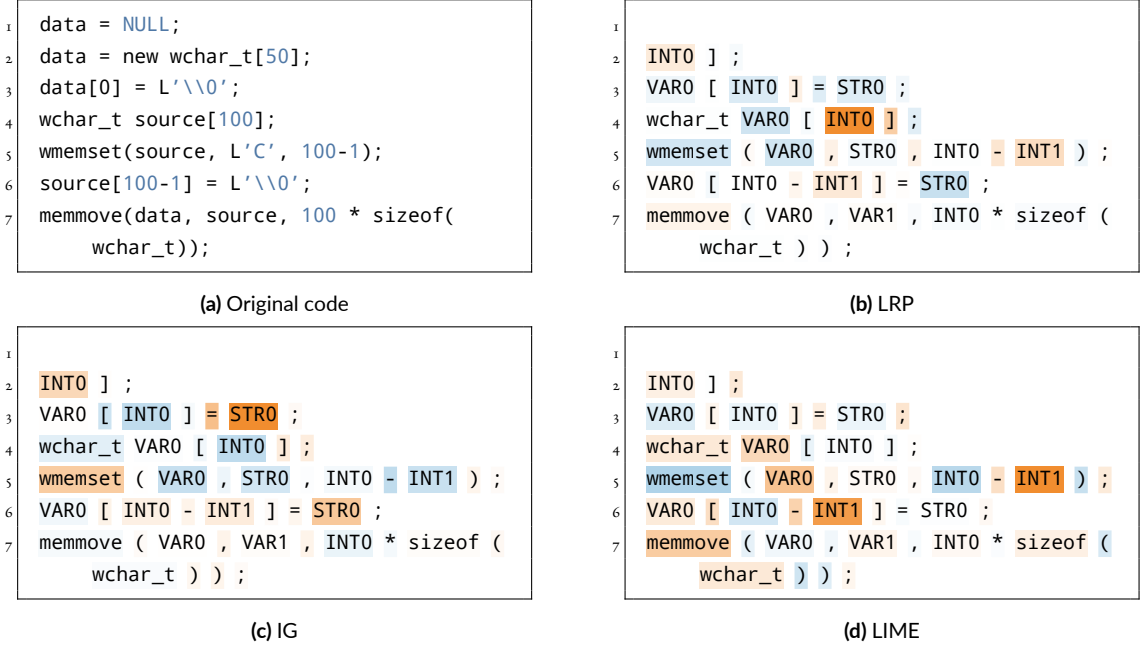 1 data = NULL;
2 data = new wchar_t[50];
3 data[0] = L'\\0';
4 wchar_t source[100];
5 wmemset(source, L'C', 100-1);
6 source[100-1] = L'\\0';
7 memmove(data, source, 100 * sizeof(
wchar_t));
(a) Original code
1
2 INT0 ] ;
3 VAR0 [ INT0 ] = STR0 ;
4 wchar_t VAR0 [ INT0 ] ;
5 wmemset ( VAR0 , STR0 , INT0 - INT1 ) ;
6 VAR0 [ INT0 - INT1 ] = STR0 ;
7 memmove ( VAR0 , VAR1 , INT0 * sizeof (
wchar_t ) ) ;
(b) LRP
1
2 INT0 ] ;
3 VAR0 [ INT0 ] = STR0 ;
4 wchar_t VAR0 [ INT0 ] ;
5 wmemset ( VAR0 , STR0 , INT0 - INT1 ) ;
6 VAR0 [ INT0 - INT1 ] = STR0 ;
7 memmove ( VAR0 , VAR1 , INT0 * sizeof (
wchar_t ) ) ;
(c) IG
1
2 INT0 ] ;
3 VAR0 [ INT0 ] = STR0 ;
4 wchar_t VAR0 [ INT0 ] ;
5 wmemset ( VAR0 , STR0 , INT0 - INT1 ) ;
6 VAR0 [ INT0 - INT1 ] = STR0 ;
7 memmove ( VAR0 , VAR1 , INT0 * sizeof (
wchar_t ) ) ;
(d) LIME